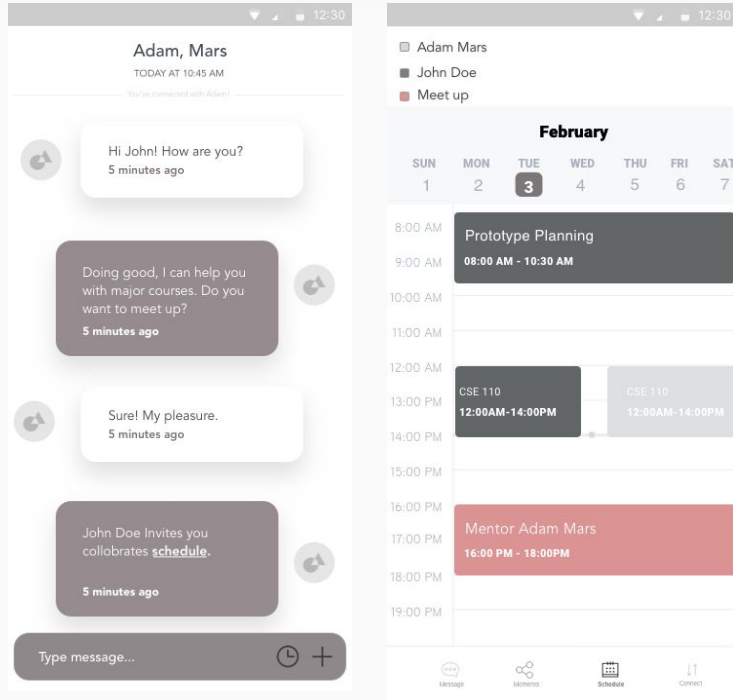 12:30
Adam, Mars
TODAY AT 10:45 AM
You've connected with Adam!
Hi John! How are you?
5 minutes ago
Doing good, I can help you
with major courses. Do you
want to meet up?
5 minutes ago
Sure! My pleasure.
5 minutes ago
John Doe Invites you
collobrates schedule.
5 minutes ago
Type message...
12:30
Adam Mars
John Doe
Meet up
February
SUN MON TUE WED THU FRI SAT
1 2 3 4 5 6 7
8:00 AM
Prototype Planning
9:00 AM
08:00 AM - 10:30 AM
10:00 AM
11:00 AM
12:00 AM
CSE 110 CSE 110
13:00 PM
12:00AM-14:00PM 12:00AM-14:00PM
14:00 PM
15:00 PM
16:00 PM
Mentor Adam Mars
17:00 PM
16:00 PM - 18:00PM
18:00 PM
19:00 PM
Message Mements Schedule Connect